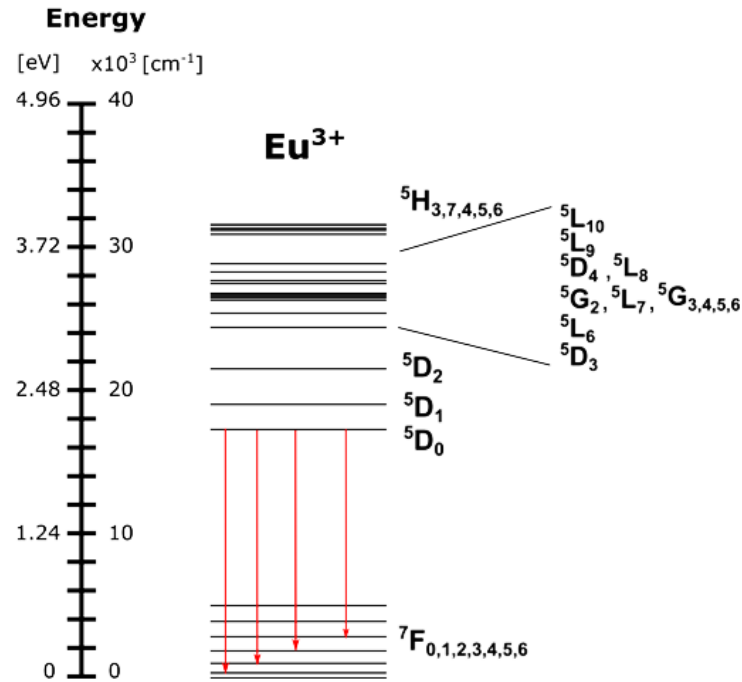 Energy
[eV] x10³ [cm⁻¹]
4.96 40
Eu³⁺
⁵H₃,₇,₄,₅,₆
⁵L₁₀
3.72 30
⁵L₉
⁵D₄ , ⁵L₈
⁵G₂, ⁵L₇, ⁵G₃,₄,₅,₆
⁵L₆
⁵D₃
⁵D₂
2.48 20
⁵D₁
⁵D₀
1.24 10
⁷F₀,₁,₂,₃,₄,₅,₆
0 0